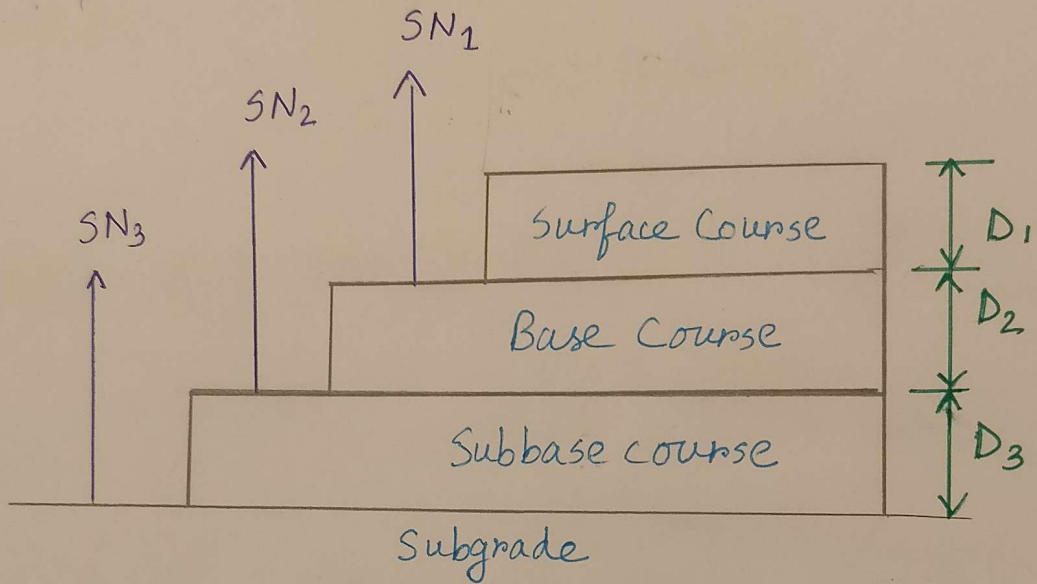 SN1
SN2
SN3
Surface Course
D1
Base Course
D2
Subbase course
D3
Subgrade